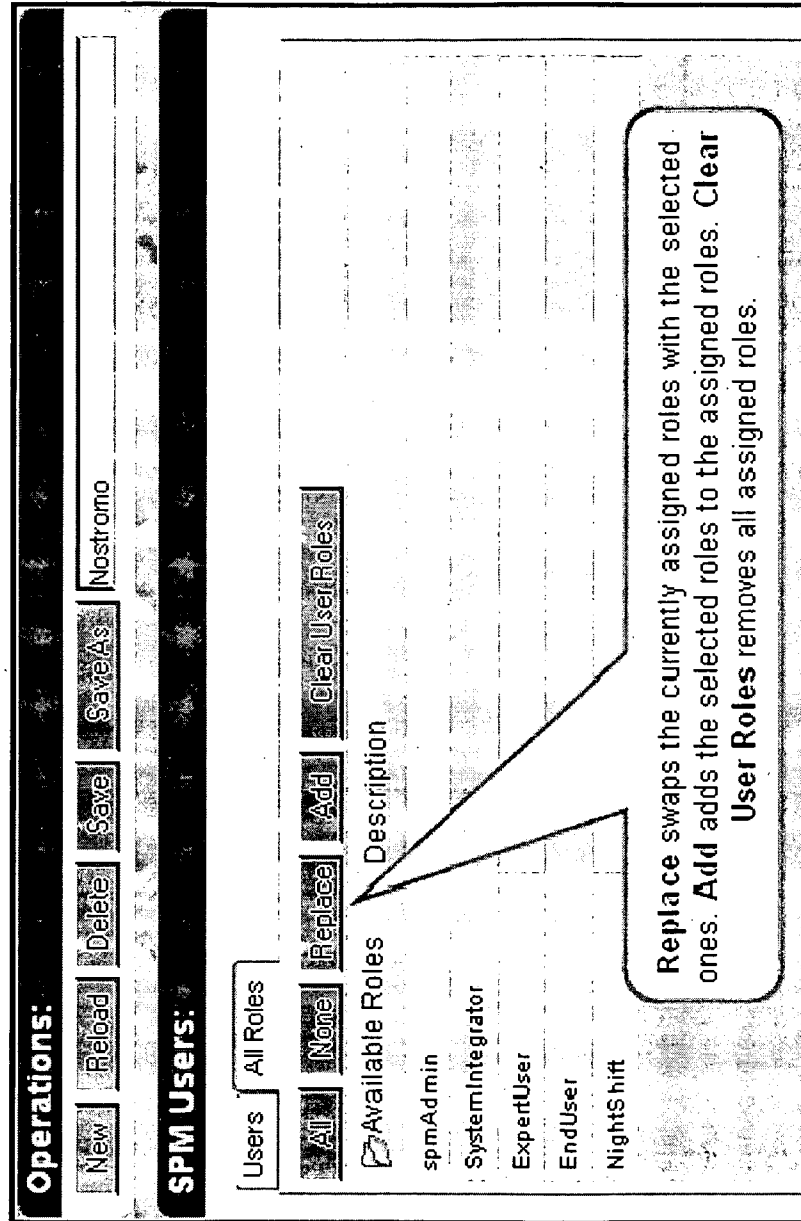 Operations:
New Reload Delete Save SaveAs Nostromo
SPM Users:
Users All Roles
All None Replace Add Clear User Roles
Available Roles Description
spmAdmin
SystemIntegrator
ExpertUser
EndUser
NightShift
Replace swaps the currently assigned roles with the selected
ones. Add adds the selected roles to the assigned roles. Clear
User Roles removes all assigned roles.